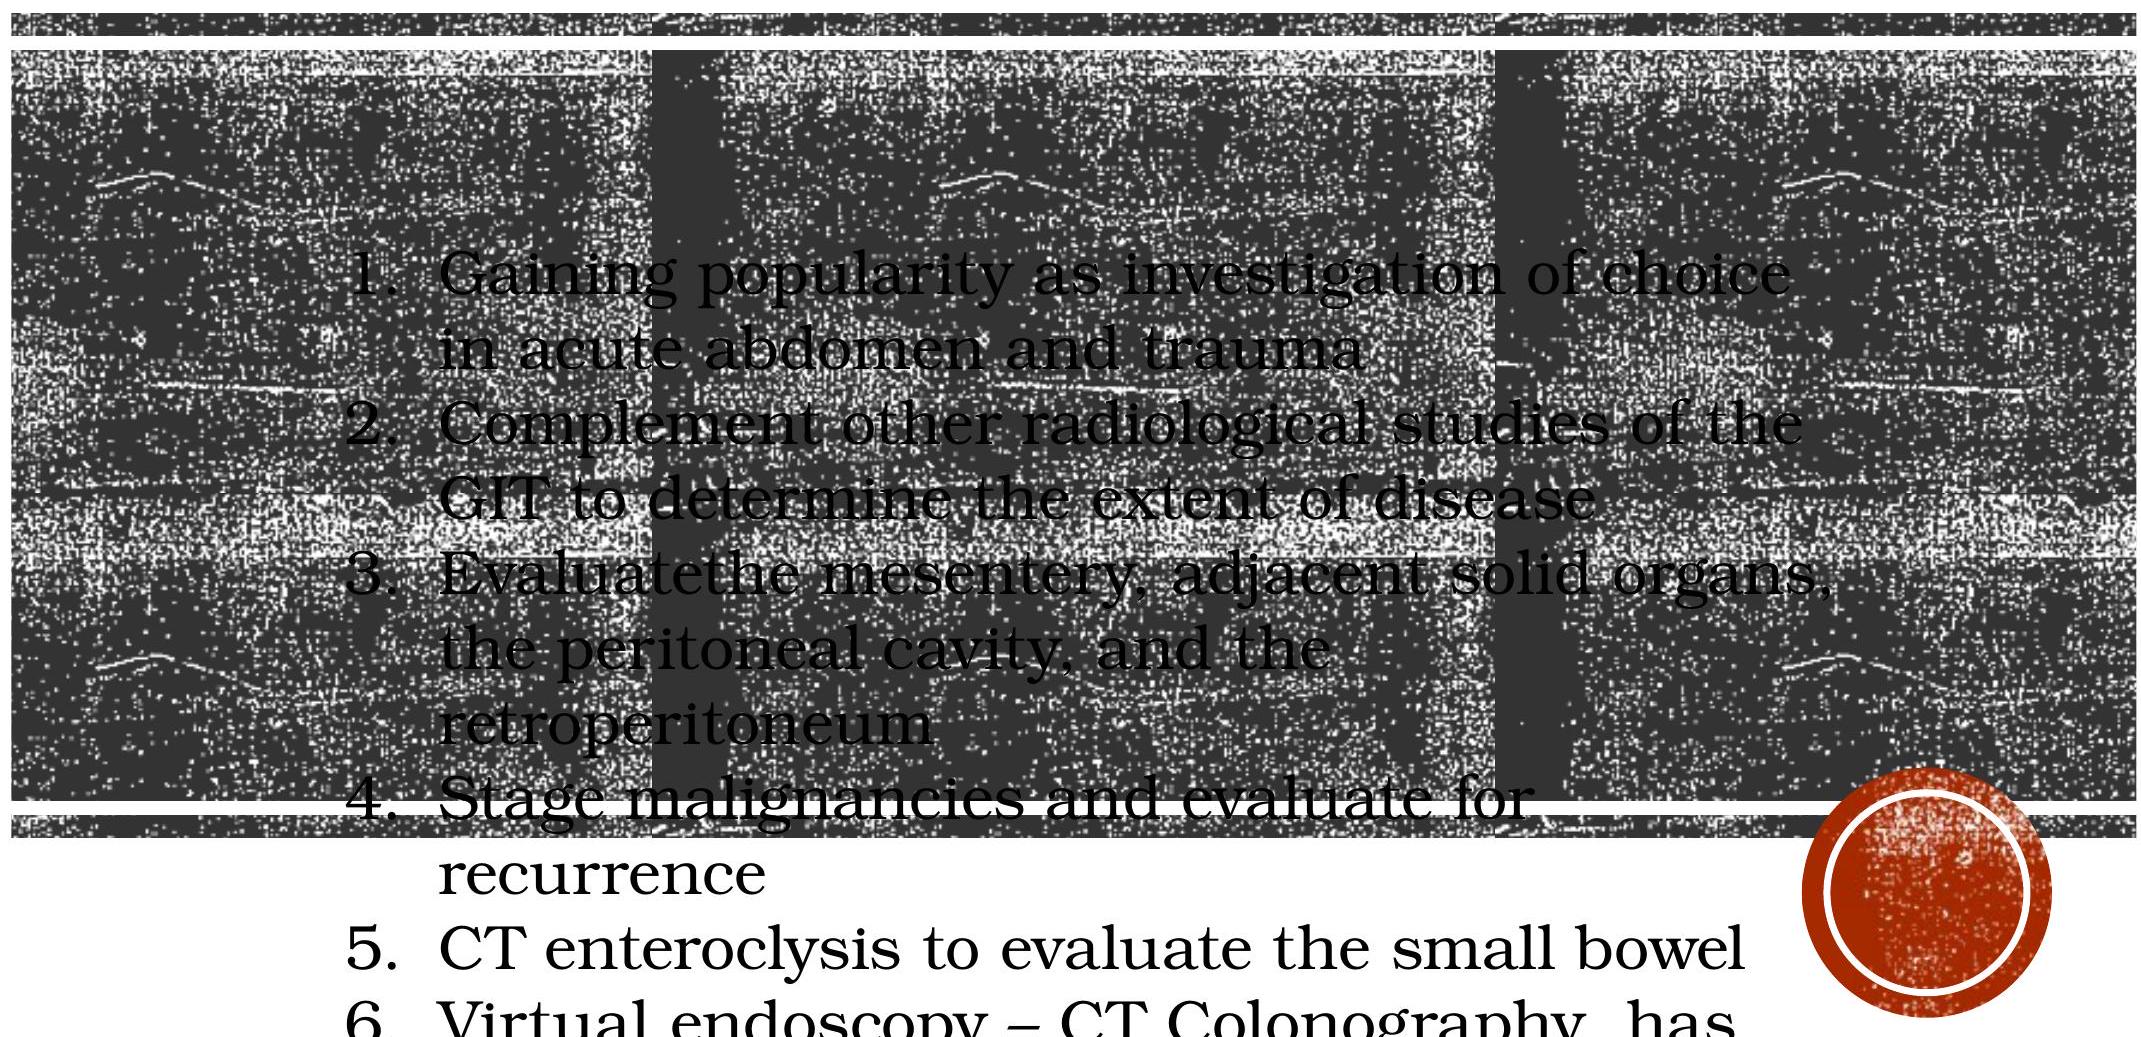 1. Gaining popularity as investigation of choice
in acute abdomen and trauma
2. Complement other radiological studies of the
GIT to determine the extent of disease
3. Evaluatethe mesentery, adjacent solid organs,
the peritoneal cavity, and the
retroperitoneum
4. Stage malignancies and evaluate for
recurrence
5. CT enteroclysis to evaluate the small bowel
6. Virtual endoscopy – CT Colonography has